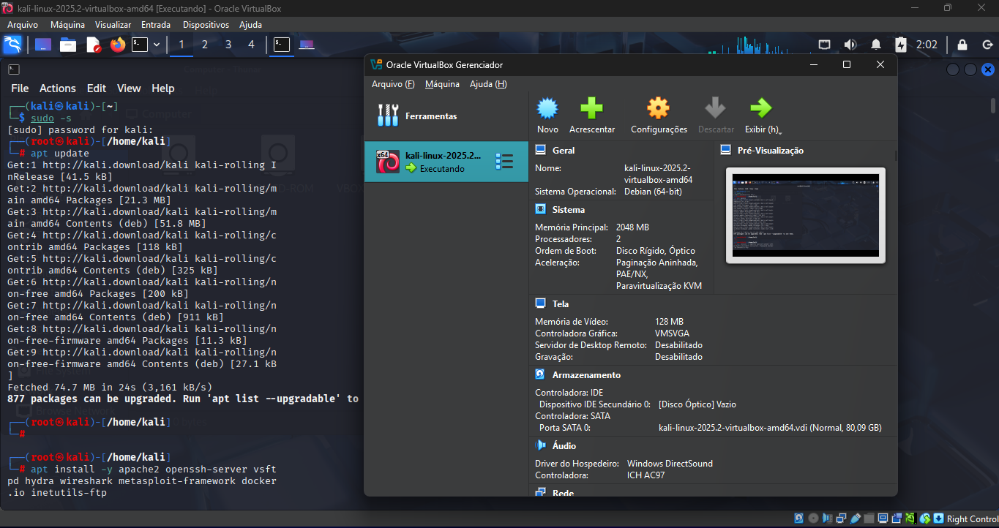 kali-linux-2025.2-virtualbox-amd64 [Executando] - Oracle VirtualBox
Arquivo Máquina Visualizar Entrada Dispositivos Ajuda
1 2 3 4
2:02
File Actions Edit View Help
┌──(kali㉿kali)-[~]
└─$ sudo -s
[sudo] password for kali:
┌──(root㉿kali)-[/home/kali]
└─# apt update
Get:1 http://kali.download/kali kali-rolling I
nRelease [41.5 kB]
Get:2 http://kali.download/kali kali-rolling/m
ain amd64 Packages [21.3 MB]
Get:3 http://kali.download/kali kali-rolling/m
ain amd64 Contents (deb) [51.8 MB]
Get:4 http://kali.download/kali kali-rolling/c
ontrib amd64 Packages [118 kB]
Get:5 http://kali.download/kali kali-rolling/c
ontrib amd64 Contents (deb) [325 kB]
Get:6 http://kali.download/kali kali-rolling/n
on-free amd64 Packages [200 kB]
Get:7 http://kali.download/kali kali-rolling/n
on-free amd64 Contents (deb) [911 kB]
Get:8 http://kali.download/kali kali-rolling/n
on-free-firmware amd64 Packages [11.3 kB]
Get:9 http://kali.download/kali kali-rolling/n
on-free-firmware amd64 Contents (deb) [27.1 kB
]
Fetched 74.7 MB in 24s (3,161 kB/s)
877 packages can be upgraded. Run 'apt list --upgradable' to
┌──(root㉿kali)-[/home/kali]
└─#
┌──(root㉿kali)-[/home/kali]
└─# apt install -y apache2 openssh-server vsft
pd hydra wireshark metasploit-framework docker
.io inetutils-ftp
Computer
File System
Browse Network
Oracle VirtualBox Gerenciador
Arquivo (F) Máquina Ajuda (H)
Ferramentas
x64
kali-linux-2025.2...
Executando
Novo Acrescentar Configurações Descartar Exibir (h)
Geral
Nome: kali-linux-2025.2-
virtualbox-amd64
Sistema Operacional: Debian (64-bit)
Pré-Visualização
Sistema
Memória Principal: 2048 MB
Processadores: 2
Ordem de Boot: Disco Rígido, Óptico
Aceleração: Paginação Aninhada,
PAE/NX,
Paravirtualização KVM
Tela
Memória de Vídeo: 128 MB
Controladora Gráfica: VMSVGA
Servidor de Desktop Remoto: Desabilitado
Gravação: Desabilitado
Armazenamento
Controladora: IDE
Dispositivo IDE Secundário 0: [Disco Óptico] Vazio
Controladora: SATA
Porta SATA 0: kali-linux-2025.2-virtualbox-amd64.vdi (Normal, 80,09 GB)
Áudio
Driver do Hospedeiro: Windows DirectSound
Controladora: ICH AC97
Rede
Right Control